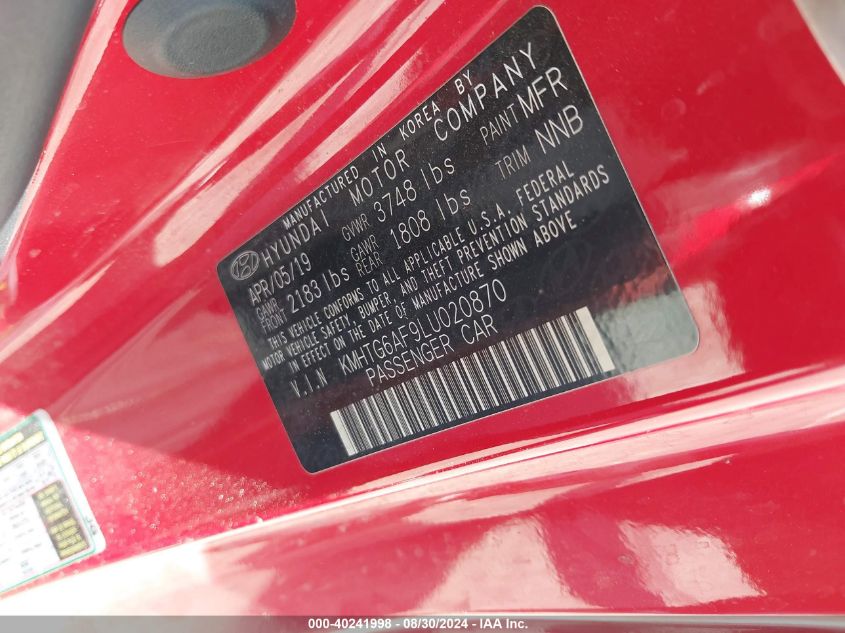 MANUFACTURED IN KOREA BY
HYUNDAI MOTOR COMPANY
APR/05/19 GVWR 3748 lbs PAINT MFR
GAWR FRONT 2183 lbs GAWR REAR 1808 lbs TRIM NNB
THIS VEHICLE CONFORMS TO ALL APPLICABLE U.S.A. FEDERAL
MOTOR VEHICLE SAFETY, BUMPER, AND THEFT PREVENTION STANDARDS
IN EFFECT ON THE DATE OF MANUFACTURE SHOWN ABOVE.
V.I.N KMHTG6AF9LU020870
PASSENGER CAR
000-40241998 - 08/30/2024 - IAA Inc.